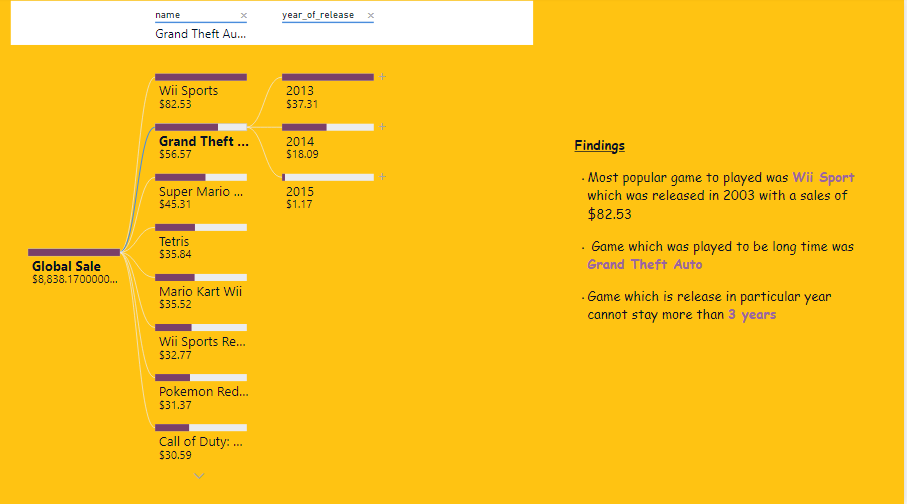 name × year_of_release ×
Grand Theft Au...
Wii Sports
$82.53
2013
$37.31
Grand Theft ...
$56.57
2014
$18.09
Super Mario ...
$45.31
2015
$1.17
Tetris
$35.84
Global Sale
$8,838.1700000...
Mario Kart Wii
$35.52
Wii Sports Re...
$32.77
Pokemon Red...
$31.37
Call of Duty: ...
$30.59
Findings
· Most popular game to played was Wii Sport
which was released in 2003 with a sales of
$82.53
· Game which was played to be long time was
Grand Theft Auto
· Game which is release in particular year
cannot stay more than 3 years